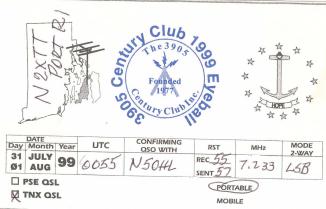 N2XTT
PORT RI
3905 Century Club 1999 Eyeball
The 3905
Founded
1977
Century Club Inc.
HOPE
DATE
Day Month Year UTC CONFIRMING QSO WITH RST MHz MODE 2-WAY
31 JULY 99 0055 N5OHL REC 55 7.233 LSB
01 AUG SENT 57
PSE QSL PORTABLE
TNX QSL MOBILE